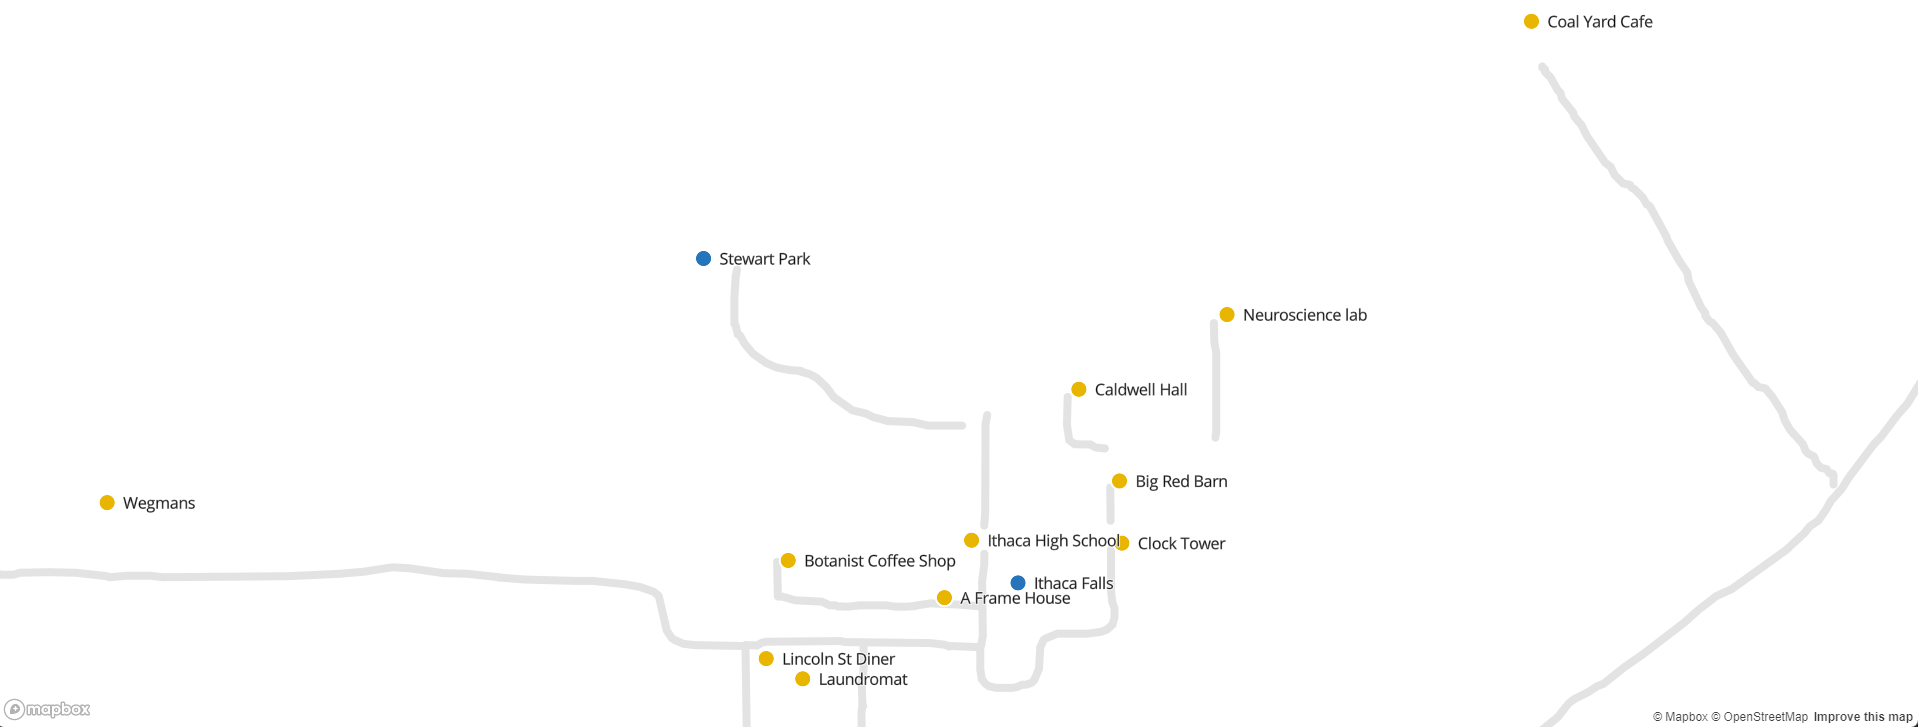 Coal Yard Cafe
Stewart Park
Neuroscience lab
Caldwell Hall
Big Red Barn
Wegmans
Ithaca High School
Clock Tower
Botanist Coffee Shop
Ithaca Falls
A Frame House
Lincoln St Diner
Laundromat
mapbox
© Mapbox © OpenStreetMap Improve this map